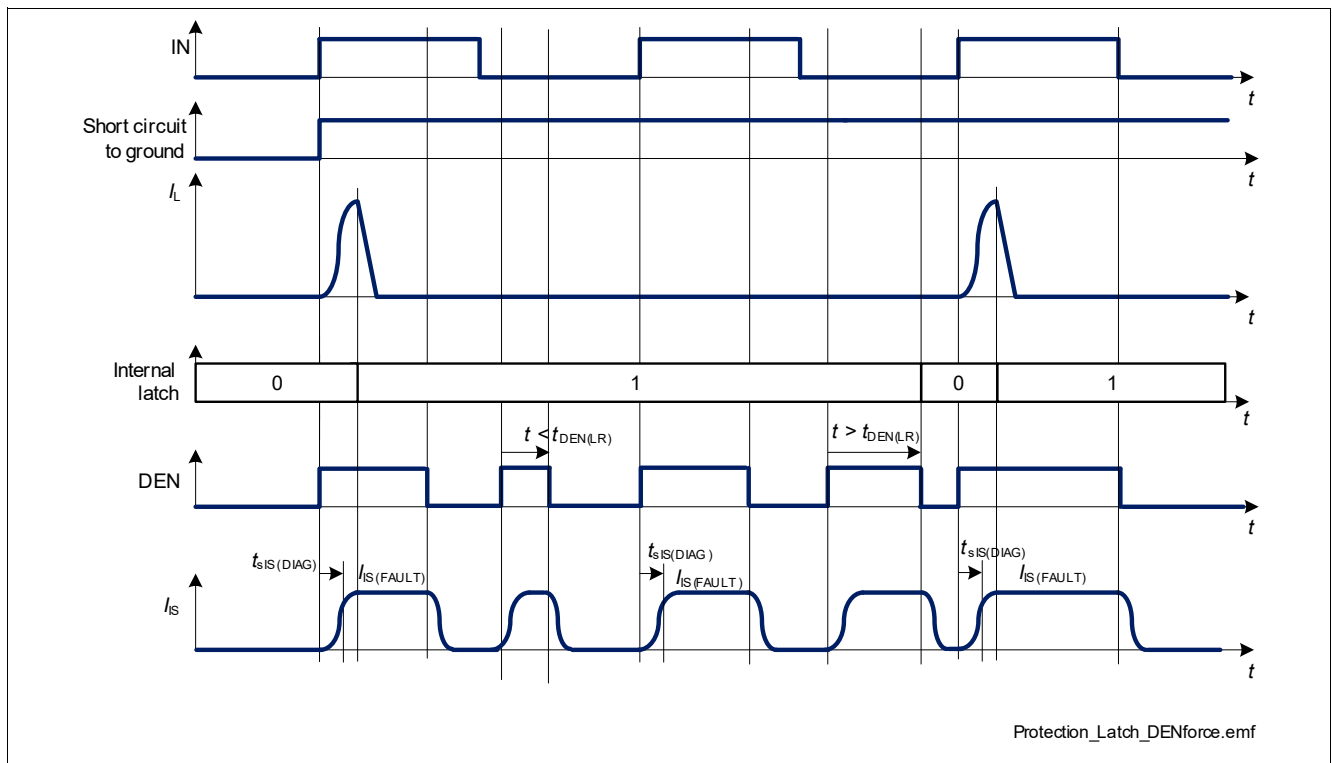 IN
t
Short circuit
to ground
t
IL
t
Internal
latch
0
1
0
1
t
t < tDEN(LR)
t > tDEN(LR)
DEN
t
tsIS(DIAG)
IIS(FAULT)
tsIS(DIAG)
IIS(FAULT)
tsIS(DIAG)
IIS(FAULT)
IIS
t
Protection_Latch_DENforce.emf